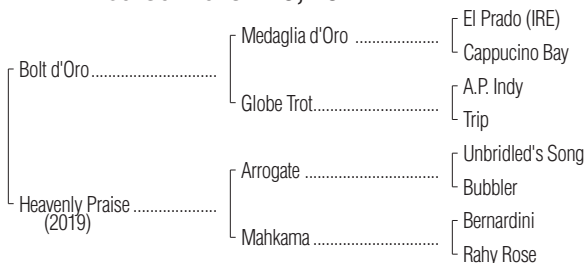 El Prado (IRE)
Medaglia d'Oro ....................
Cappucino Bay
Bolt d'Oro..............................
A.P. Indy
Globe Trot..............................
Trip
Unbridled's Song
Arrogate ................................
Bubbler
Heavenly Praise ....................
(2019)
Bernardini
Mahkama ..............................
Rahy Rose